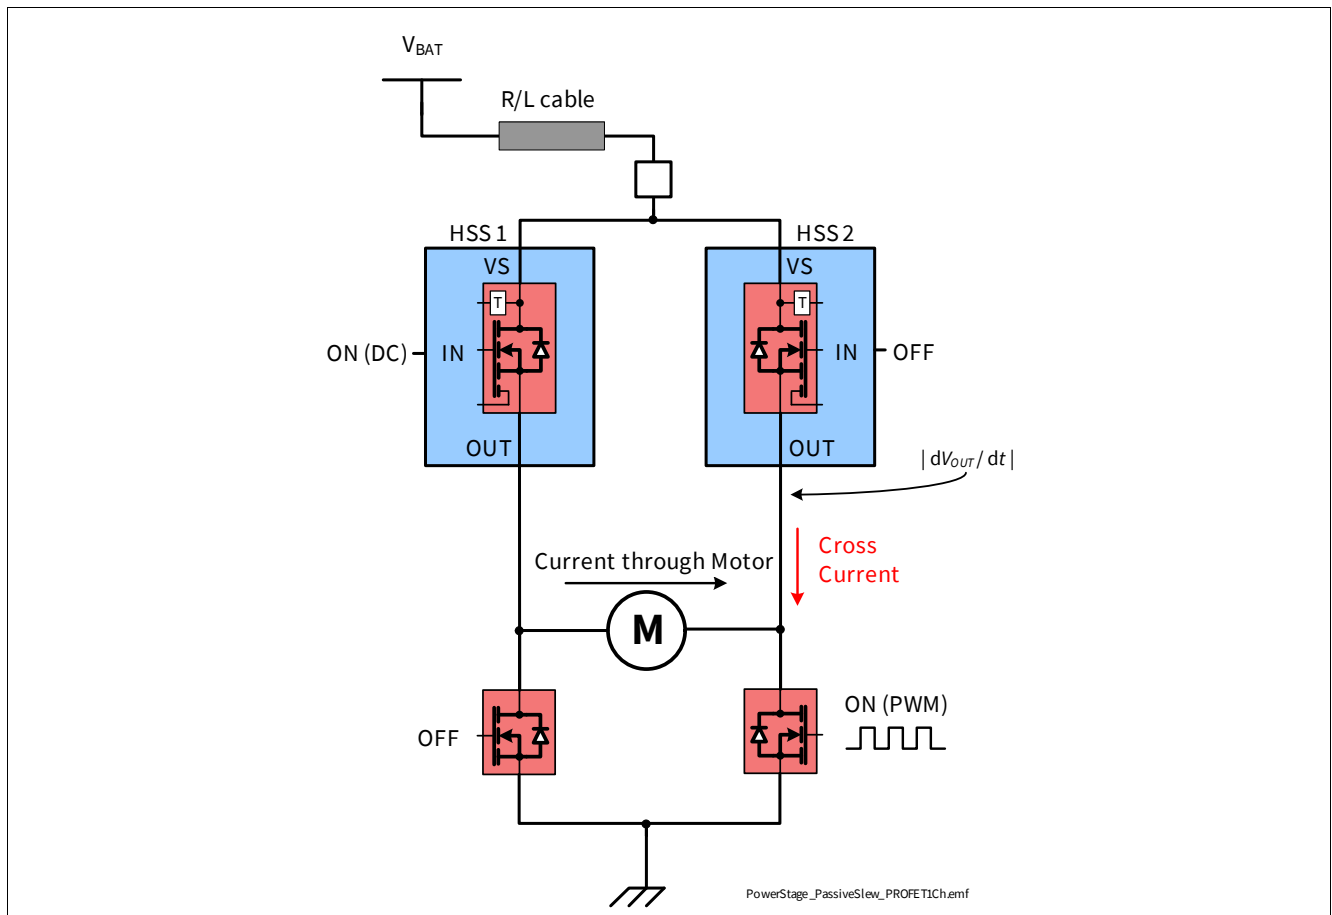 VBAT
R/L cable
HSS 1
HSS 2
VS
VS
T
T
ON (DC)
IN
IN
OFF
OUT
OUT
| dVOUT / dt |
Cross
Current
Current through Motor
M
ON (PWM)
OFF
PowerStage_PassiveSlew_PROFET1Ch.emf